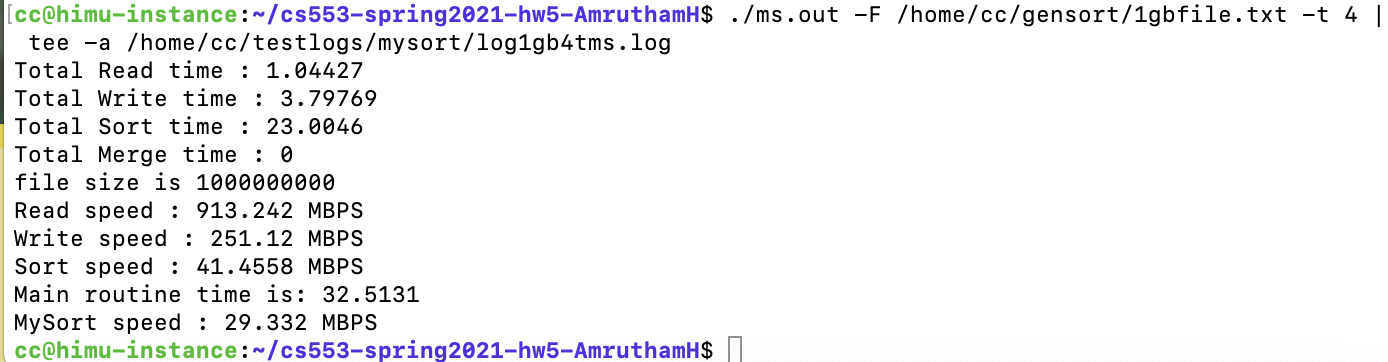 [cc@himu-instance:~/cs553-spring2021-hw5-AmruthamH$ ./ms.out -F /home/cc/gensort/1gbfile.txt -t 4 |
 tee -a /home/cc/testlogs/mysort/log1gb4tms.log
Total Read time : 1.04427
Total Write time : 3.79769
Total Sort time : 23.0046
Total Merge time : 0
file size is 1000000000
Read speed : 913.242 MBPS
Write speed : 251.12 MBPS
Sort speed : 41.4558 MBPS
Main routine time is: 32.5131
MySort speed : 29.332 MBPS
cc@himu-instance:~/cs553-spring2021-hw5-AmruthamH$